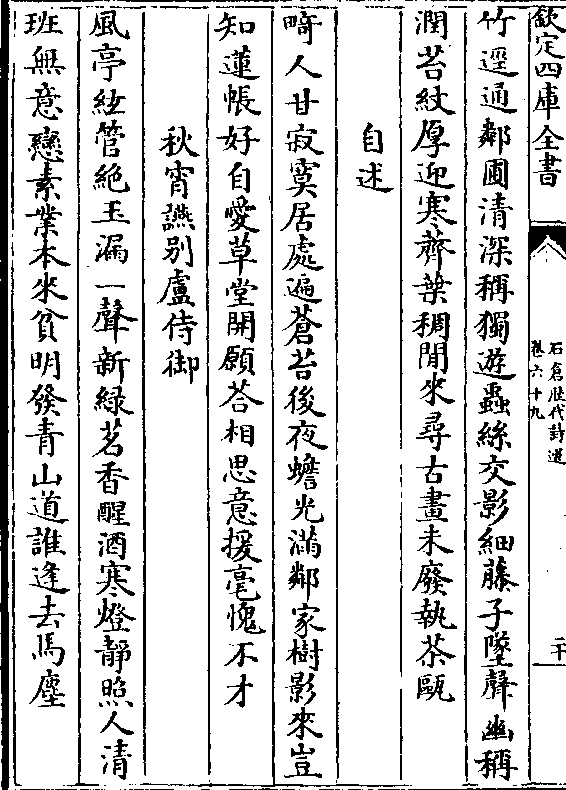 欽定四庫全書
石倉歴代詩選
卷六十九
二十
竹逕通鄰圃清深稱獨遊蟲絲交影細藤子墜聲幽稱
潤苔紋厚迎寒薺葉稠閒來尋古畫未廢執茶甌
自述
畸人甘寂寞居處遍蒼苔後夜蟾光滿鄰家樹影來豈
知蓮帳好自愛草堂開願荅相思意援毫愧不才
秋宵讌别盧侍御
風亭絃管絶玉漏一聲新緑茗香醒酒寒燈靜照人清
班無意戀素業本來貧明發青山道誰逢去馬塵